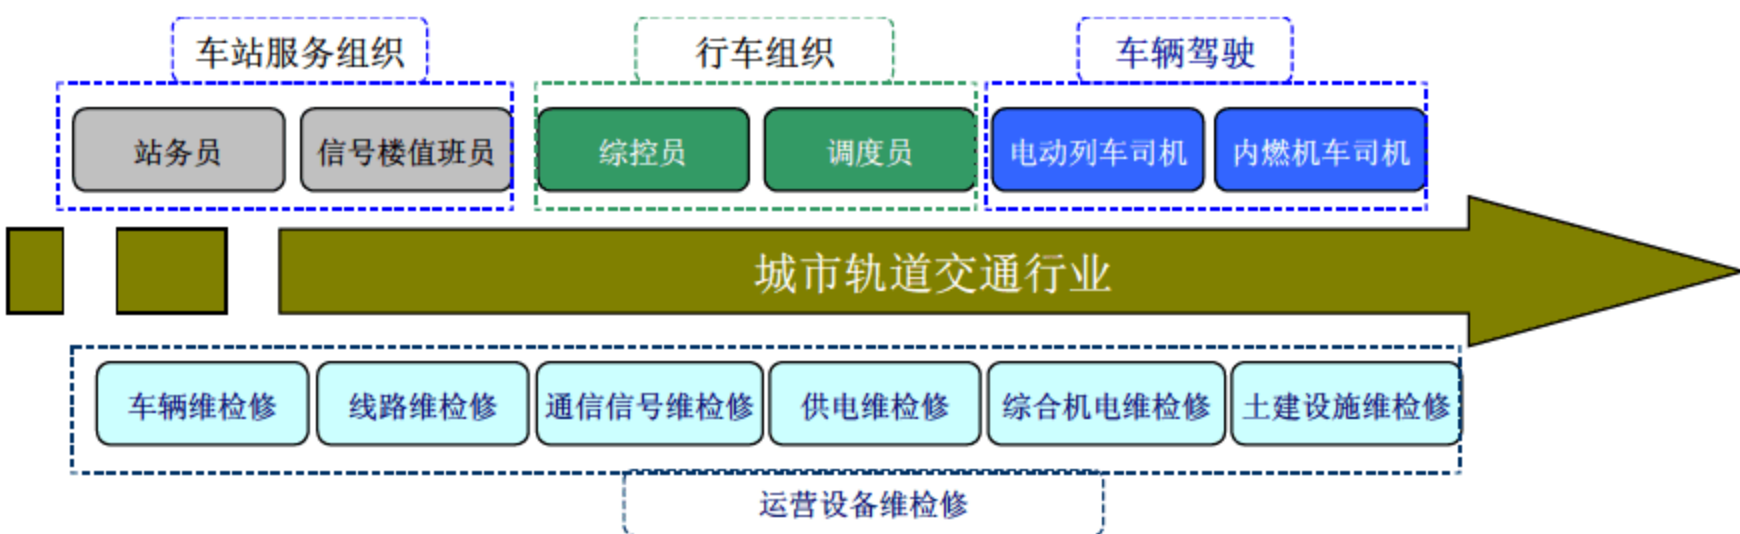 车站服务组织
行车组织
车辆驾驶
站务员
信号楼值班员
综控员
调度员
电动列车司机
内燃机车司机
城市轨道交通行业
车辆维检修
线路维检修
通信信号维检修
供电维检修
综合机电维检修
土建设施维检修
运营设备维检修